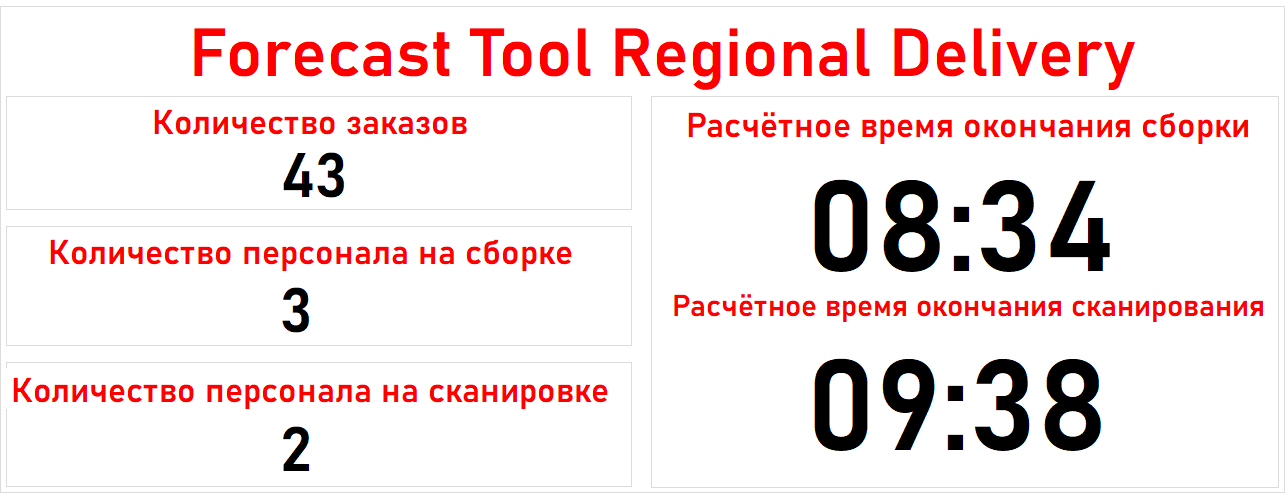 Forecast Tool Regional Delivery
Количество заказов
43
Количество персонала на сборке
3
Количество персонала на сканировке
2
Расчётное время окончания сборки
08:34
Расчётное время окончания сканирования
09:38